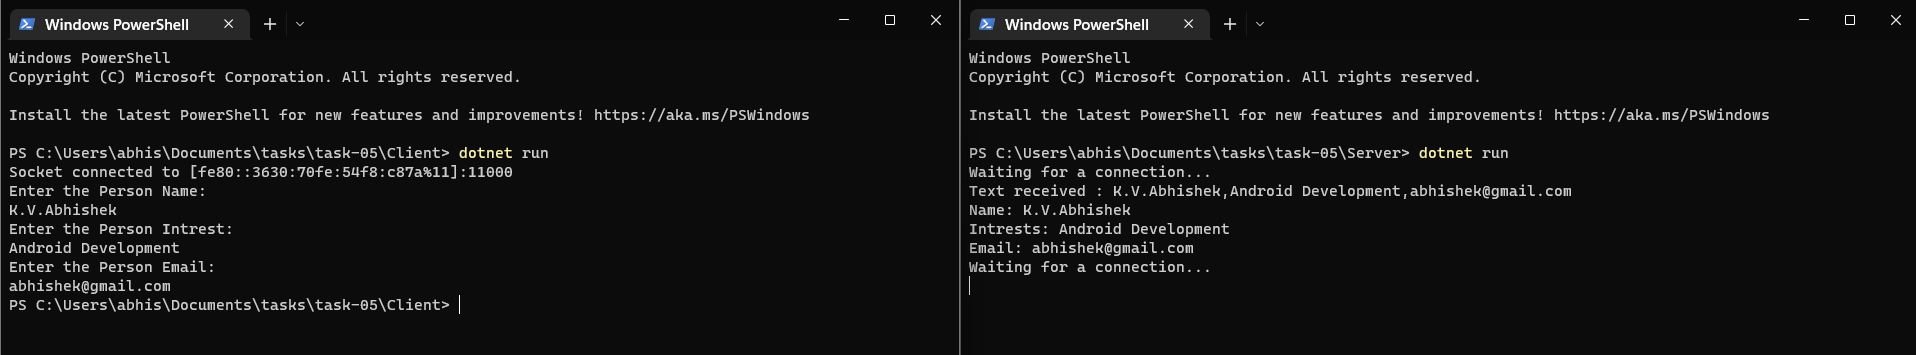 Windows PowerShell
Windows PowerShell
Copyright (C) Microsoft Corporation. All rights reserved.
Install the latest PowerShell for new features and improvements! https://aka.ms/PSWindows
PS C:\Users\abhis\Documents\tasks\task-05\Client> dotnet run
Socket connected to [fe80::3630:70fe:54f8:c87a%11]:11000
Enter the Person Name:
K.V.Abhishek
Enter the Person Intrest:
Android Development
Enter the Person Email:
abhishek@gmail.com
PS C:\Users\abhis\Documents\tasks\task-05\Client>
Windows PowerShell
Windows PowerShell
Copyright (C) Microsoft Corporation. All rights reserved.
Install the latest PowerShell for new features and improvements! https://aka.ms/PSWindows
PS C:\Users\abhis\Documents\tasks\task-05\Server> dotnet run
Waiting for a connection...
Text received : K.V.Abhishek,Android Development,abhishek@gmail.com
Name: K.V.Abhishek
Intrests: Android Development
Email: abhishek@gmail.com
Waiting for a connection...